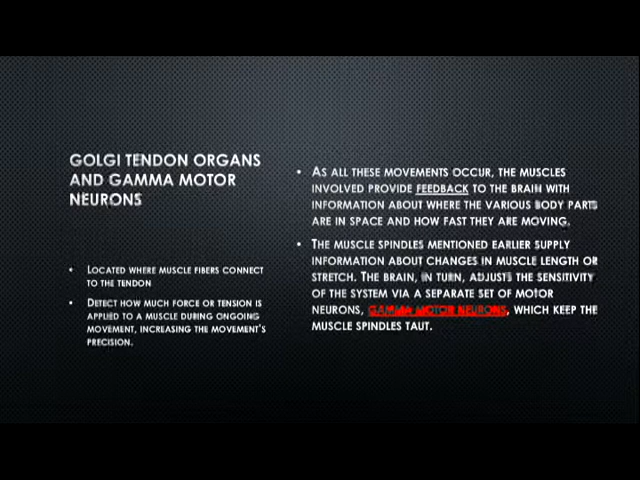 GOLGI TENDON ORGANS
AND GAMMA MOTOR
NEURONS
• LOCATED WHERE MUSCLE FIBERS CONNECT
TO THE TENDON
• DETECT HOW MUCH FORCE OR TENSION IS
APPLIED TO A MUSCLE DURING ONGOING
MOVEMENT, INCREASING THE MOVEMENT'S
PRECISION.
• AS ALL THESE MOVEMENTS OCCUR, THE MUSCLES
INVOLVED PROVIDE FEEDBACK TO THE BRAIN WITH
INFORMATION ABOUT WHERE THE VARIOUS BODY PARTS
ARE IN SPACE AND HOW FAST THEY ARE MOVING.
• THE MUSCLE SPINDLES MENTIONED EARLIER SUPPLY
INFORMATION ABOUT CHANGES IN MUSCLE LENGTH OR
STRETCH. THE BRAIN, IN TURN, ADJUSTS THE SENSITIVITY
OF THE SYSTEM VIA A SEPARATE SET OF MOTOR
NEURONS, GAMMA MOTOR NEURONS, WHICH KEEP THE
MUSCLE SPINDLES TAUT.